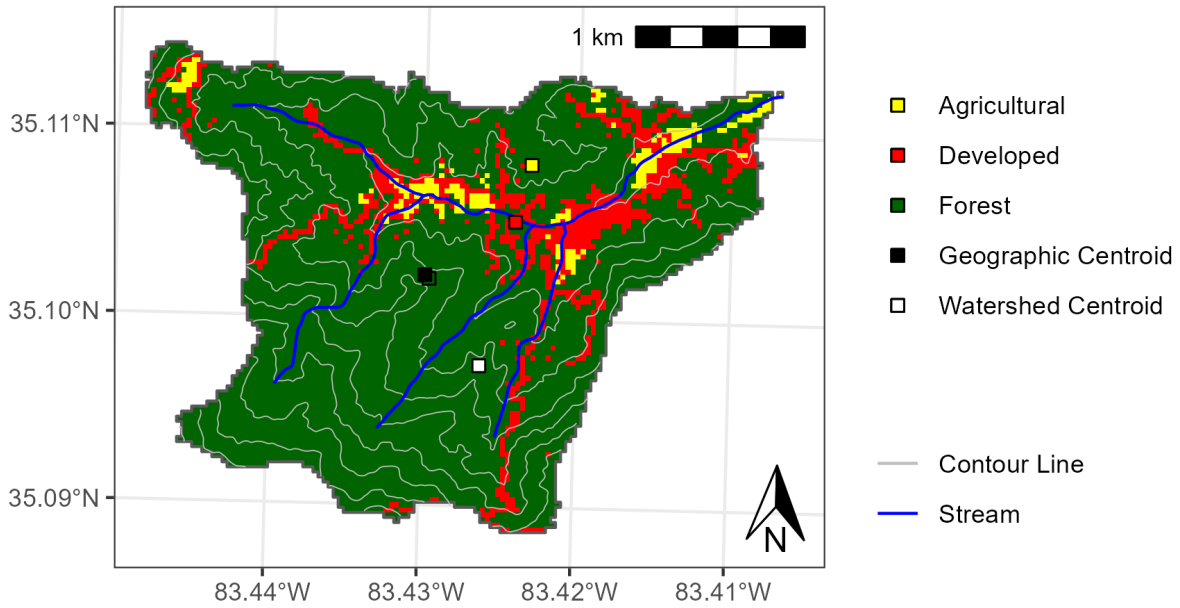 1 km
35.11°N
35.10°N
35.09°N
83.44°W
83.43°W
83.42°W
83.41°W
N
Agricultural
Developed
Forest
Geographic Centroid
Watershed Centroid
Contour Line
Stream